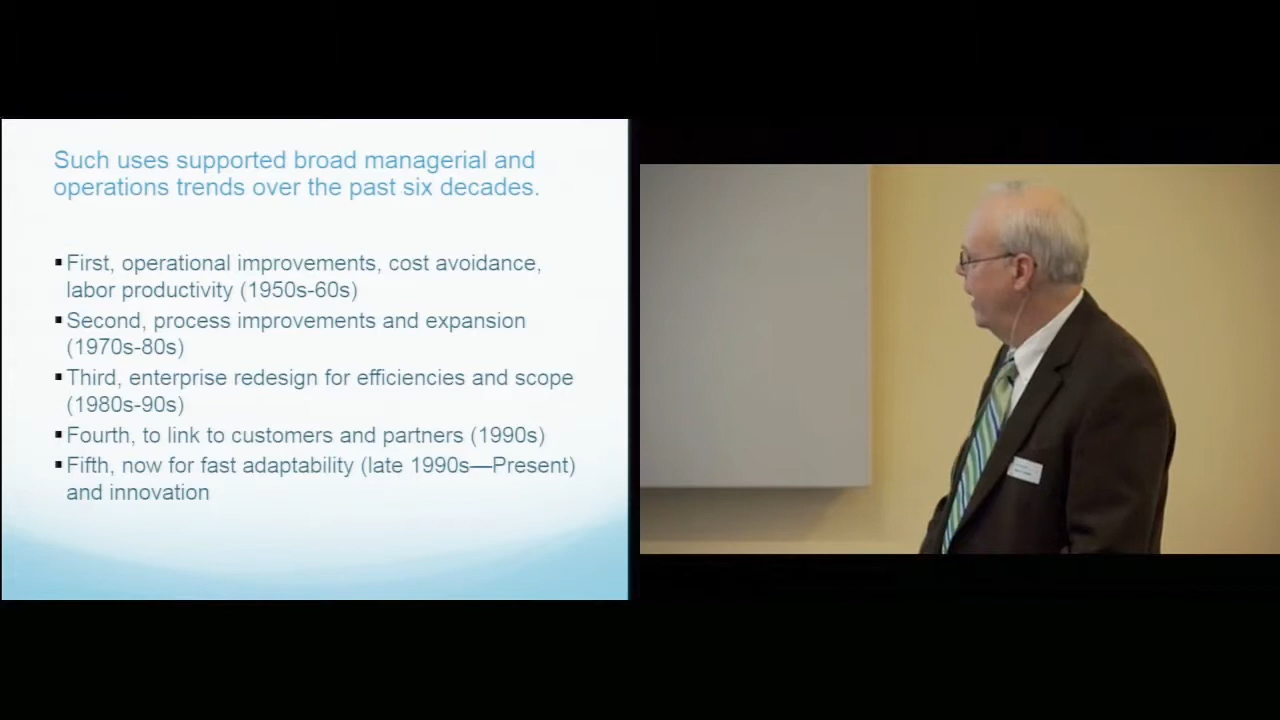 Such uses supported broad managerial and
operations trends over the past six decades.
▪First, operational improvements, cost avoidance,
labor productivity (1950s-60s)
▪Second, process improvements and expansion
(1970s-80s)
▪Third, enterprise redesign for efficiencies and scope
(1980s-90s)
▪Fourth, to link to customers and partners (1990s)
▪Fifth, now for fast adaptability (late 1990s—Present)
and innovation